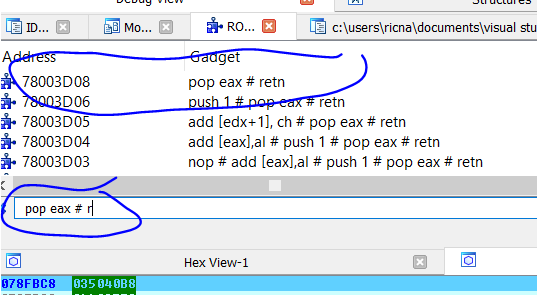 Debug View
Structures
ID...
Mo...
RO...
c:\users\ricna\documents\visual stu
Address Gadget
78003D08 pop eax # retn
78003D06 push 1 # pop eax # retn
78003D05 add [edx+1], ch # pop eax # retn
78003D04 add [eax],al # push 1 # pop eax # retn
78003D03 nop # add [eax],al # push 1 # pop eax # retn
pop eax # r
Hex View-1
078FBC8 035040B8